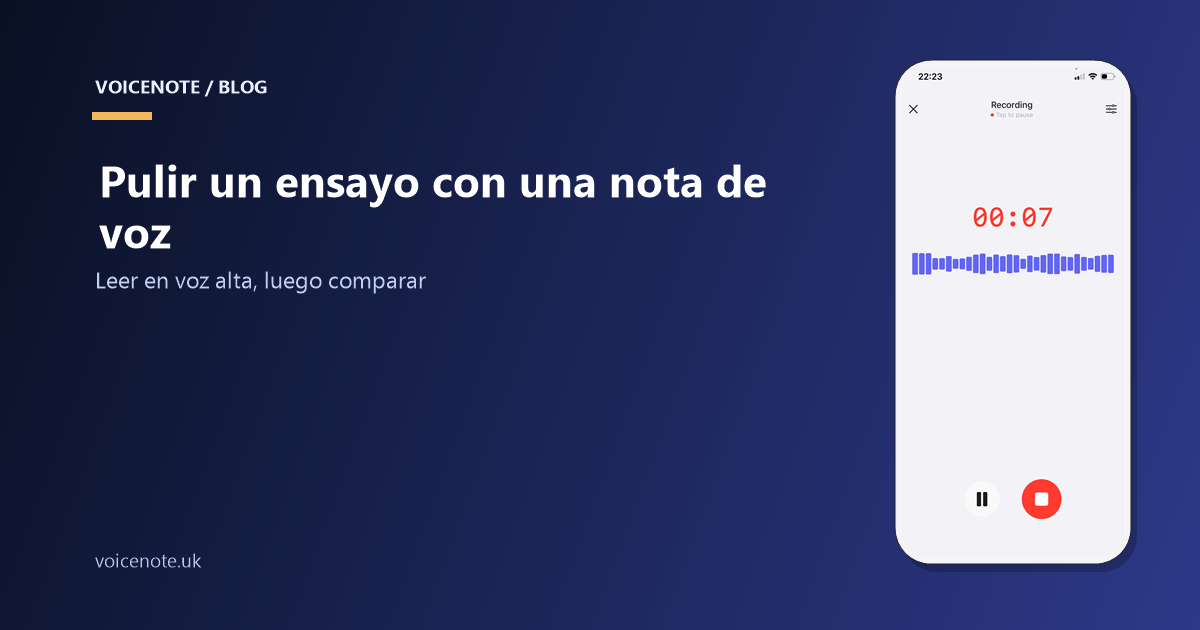 VOICENOTE / BLOG
Pulir un ensayo con una nota de
voz
Leer en voz alta, luego comparar
voicenote.uk
22:23
Recording
Tap to pause
00:07